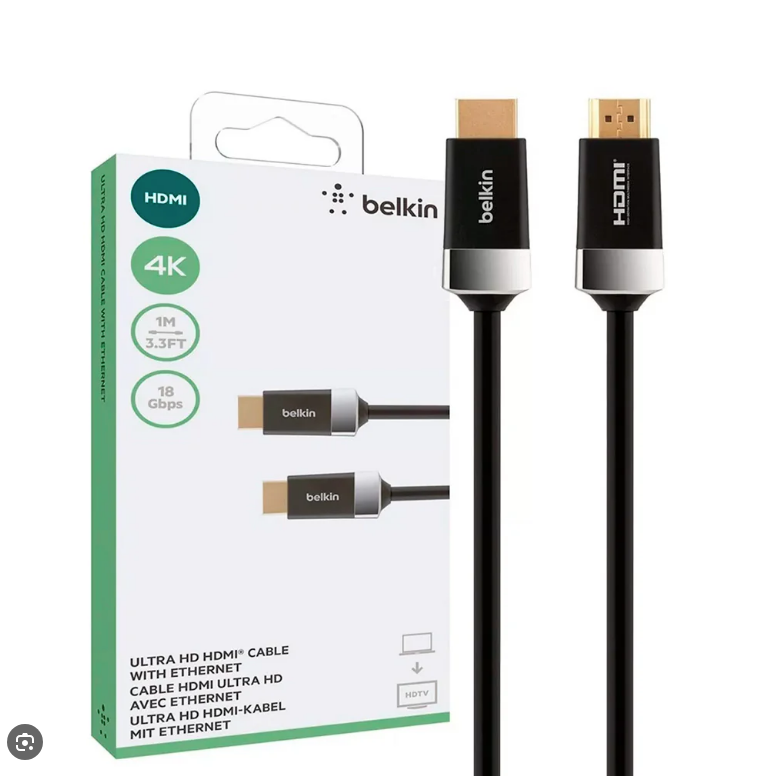 ULTRA HD HDMI CABLE WITH ETHERNET
HDMI
belkin
4K
1M
3.3FT
18
Gbps
belkin
belkin
ULTRA HD HDMI® CABLE
WITH ETHERNET
CABLE HDMI ULTRA HD
AVEC ETHERNET
ULTRA HD HDMI-KABEL
MIT ETHERNET
HDTV
belkin
HDMI